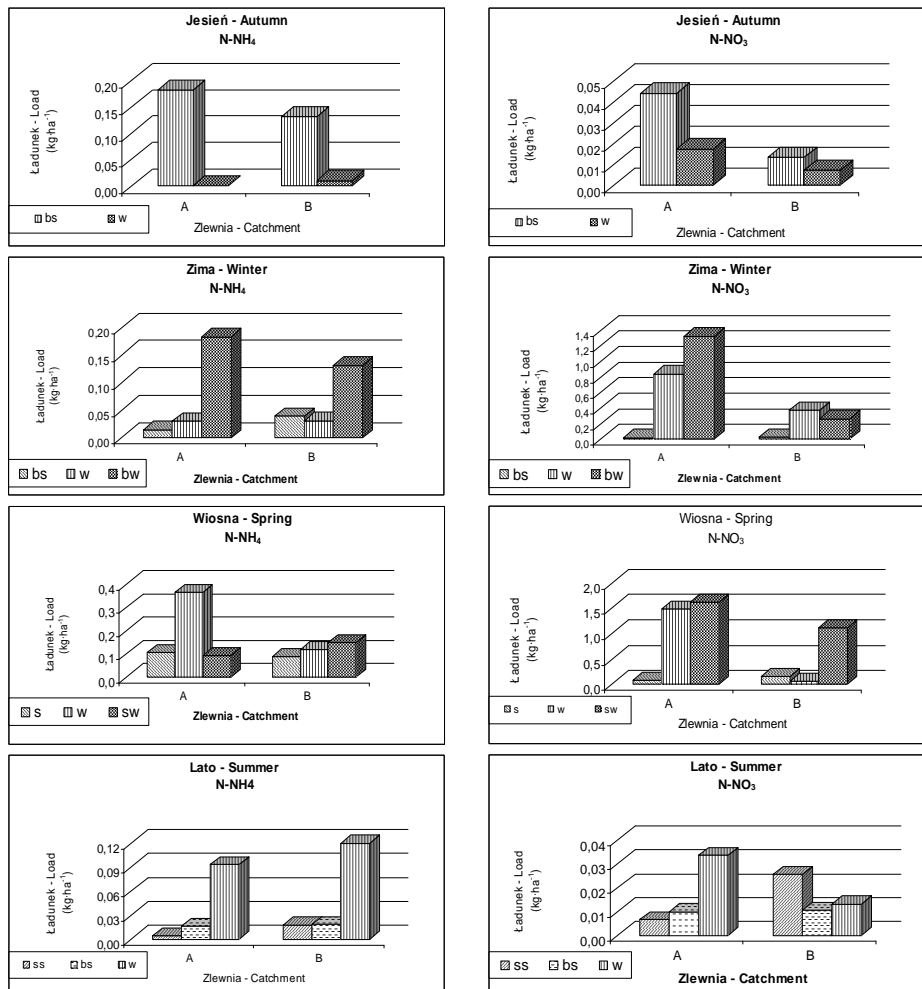 Jesień - Autumn
N-NH₄
Ładunek - Load
(kg·ha⁻¹)
0,20
0,15
0,10
0,05
0,00
A B
bs w
Zlewnia - Catchment
Jesień - Autumn
N-NO₃
Ładunek - Load
(kg·ha⁻¹)
0,05
0,04
0,03
0,02
0,01
0,00
A B
bs w
Zlewnia - Catchment
Zima - Winter
N-NH₄
Ładunek - Load
(kg·ha⁻¹)
0,20
0,15
0,10
0,05
0,00
A B
bs w bw
Zlewnia - Catchment
Zima - Winter
N-NO₃
Ładunek - Load
(kg·ha⁻¹)
1,4
1,2
1,0
0,8
0,6
0,4
0,2
0,0
A B
bs w bw
Zlewnia - Catchment
Wiosna - Spring
N-NH₄
Ładunek - Load
(kg·ha⁻¹)
0,4
0,3
0,2
0,1
0,0
A B
s w sw
Zlewnia - Catchment
Wiosna - Spring
N-NO₃
Ładunek - Load
(kg·ha⁻¹)
2,0
1,5
1,0
0,5
0,0
A B
s w sw
Zlewnia - Catchment
Lato - Summer
N-NH4
Ładunek - Load
(kg·ha⁻¹)
0,12
0,09
0,06
0,03
0,00
A B
ss bs w
Zlewnia - Catchment
Lato - Summer
N-NO₃
Ładunek - Load
(kg·ha⁻¹)
0,04
0,03
0,02
0,01
0,00
A B
ss bs w
Zlewnia - Catchment